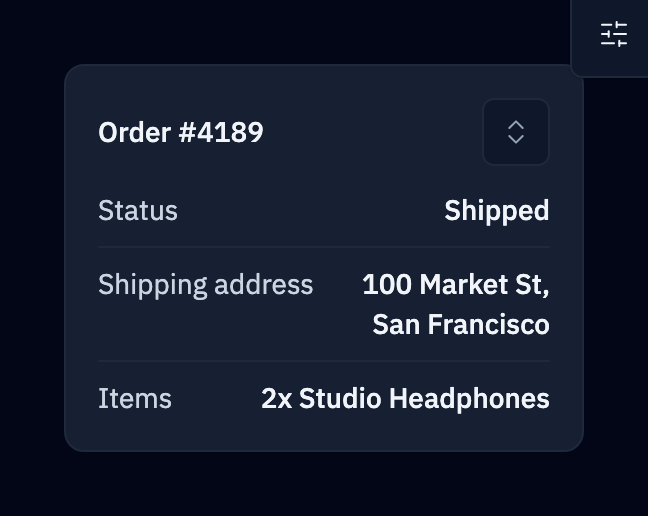 Order #4189
Status
Shipped
Shipping address
100 Market St,
San Francisco
Items
2x Studio Headphones